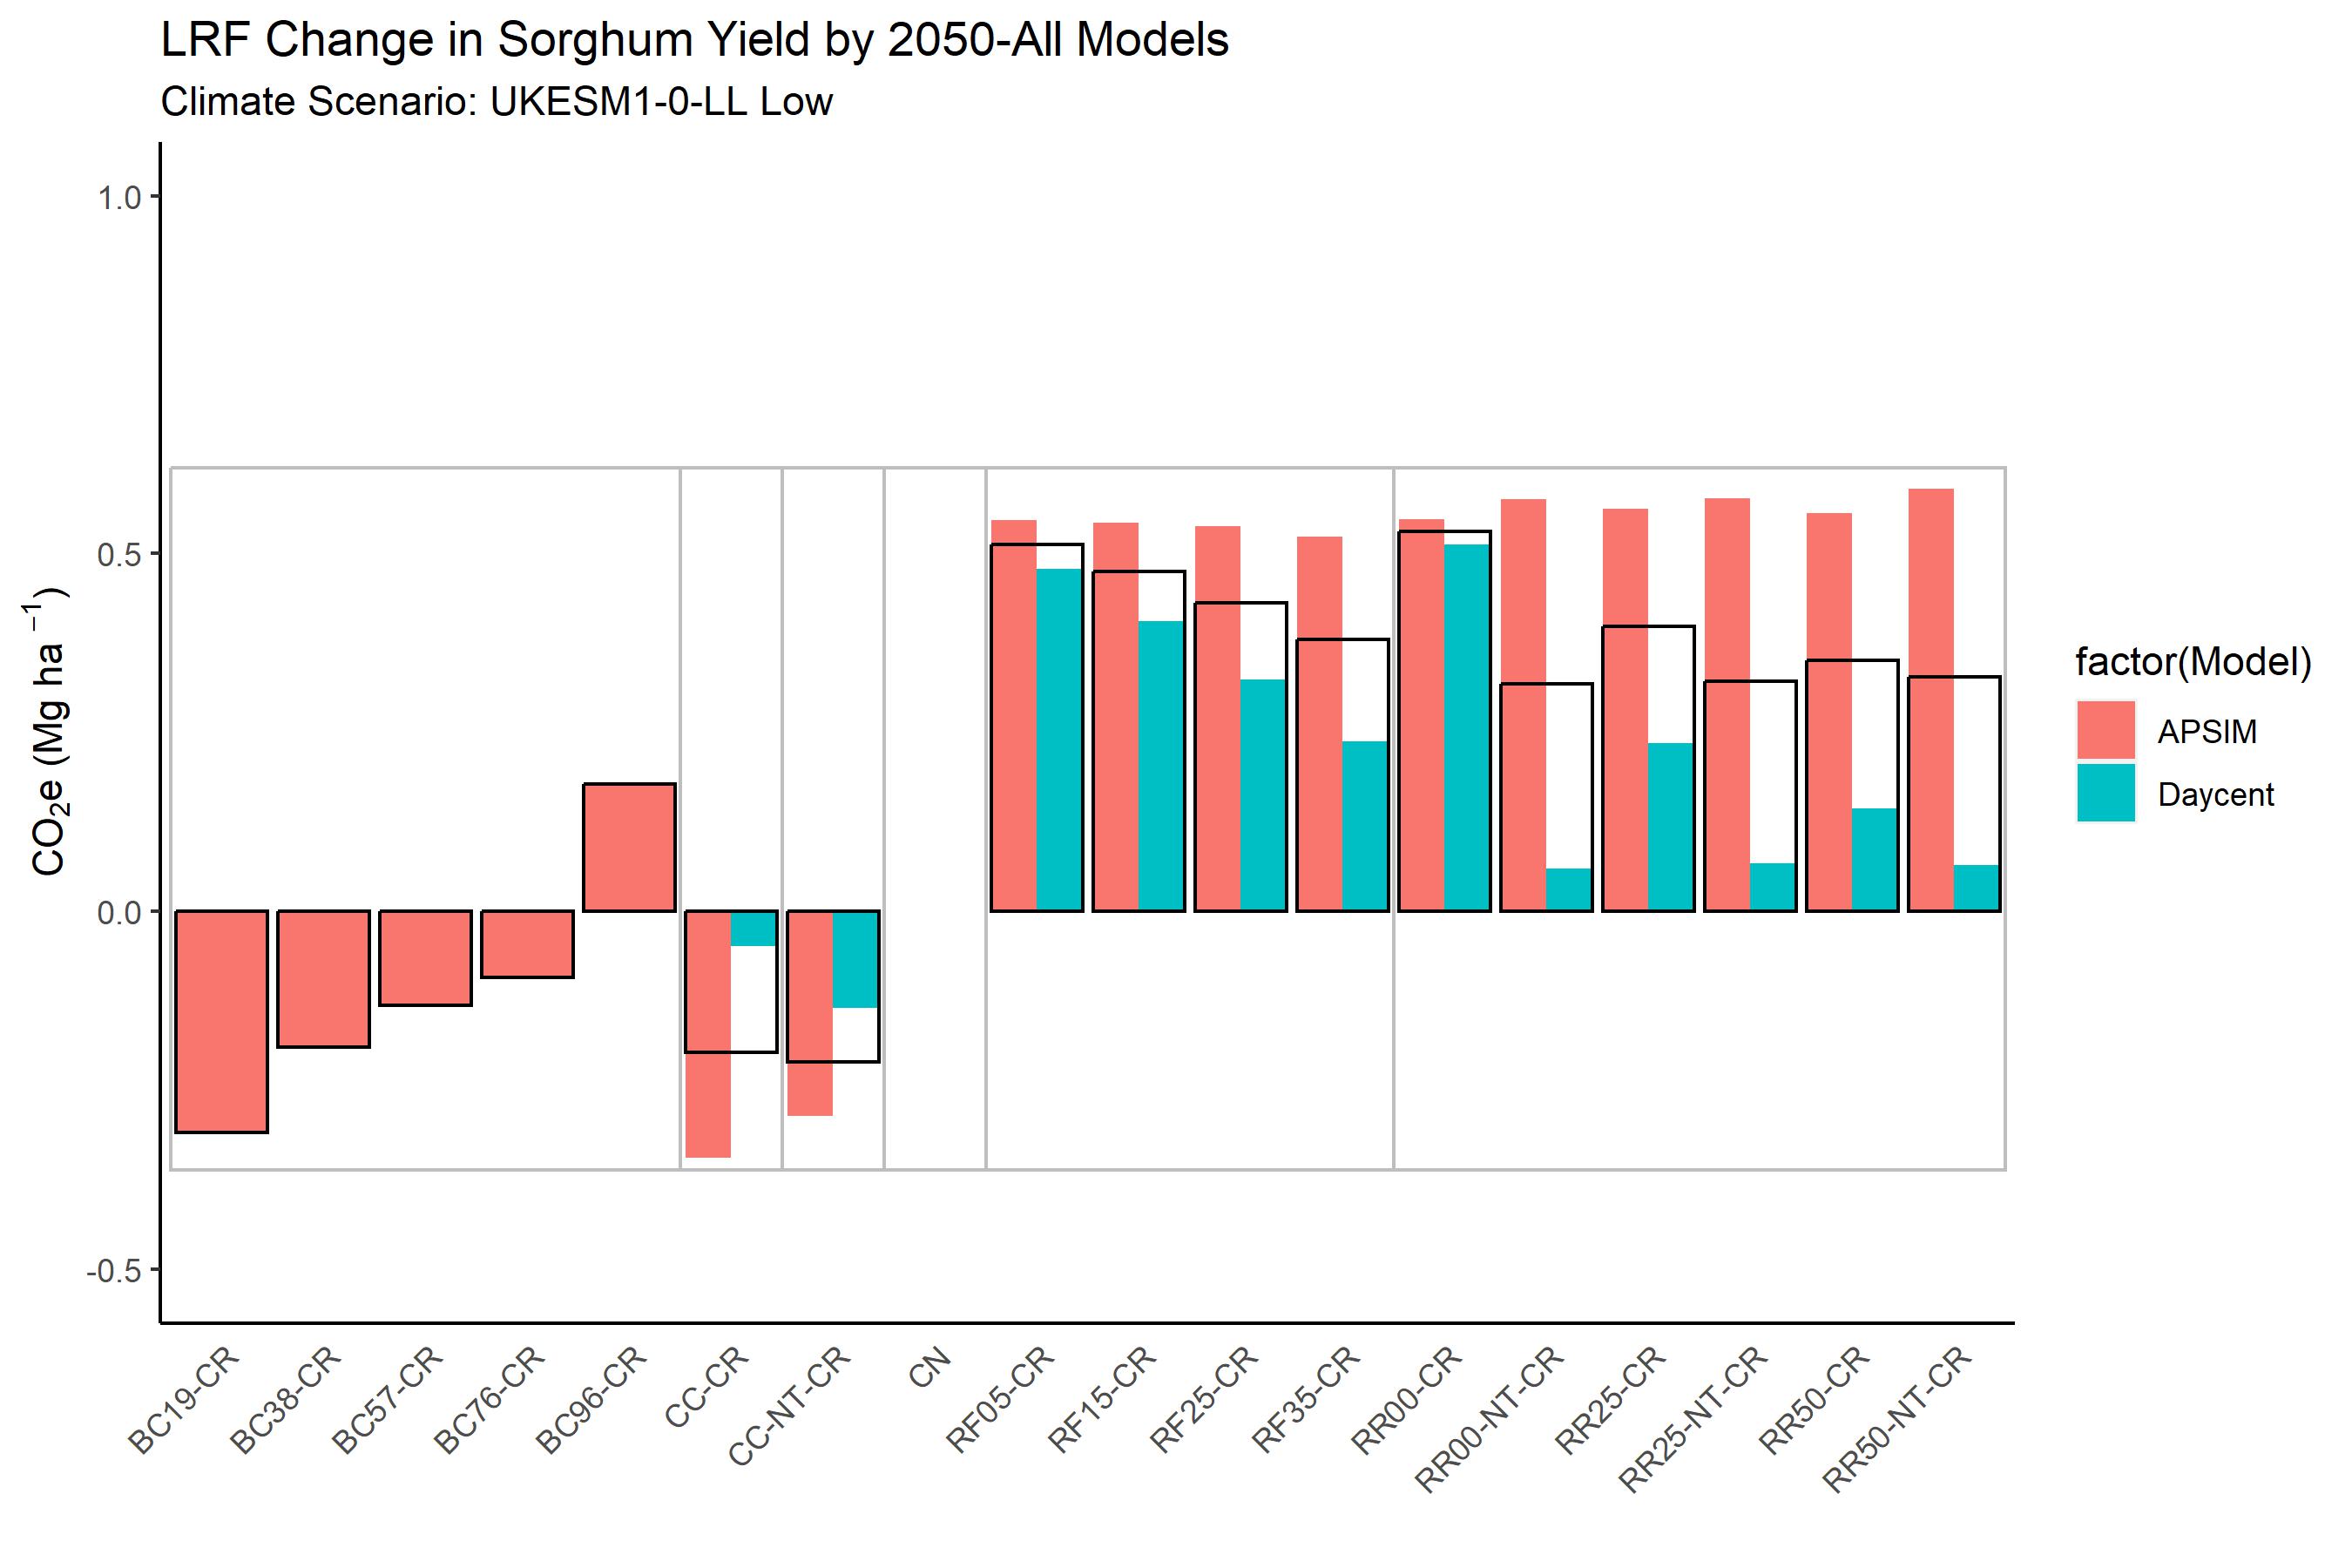 LRF Change in Sorghum Yield by 2050-All Models
Climate Scenario: UKESM1-0-LL Low
CO₂e (Mg ha ⁻¹)
1.0
0.5
0.0
-0.5
BC19-CR
BC38-CR
BC57-CR
BC76-CR
BC96-CR
CC-CR
CC-NT-CR
CN
RF05-CR
RF15-CR
RF25-CR
RF35-CR
RR00-CR
RR00-NT-CR
RR25-CR
RR25-NT-CR
RR50-CR
RR50-NT-CR
factor(Model)
APSIM
Daycent